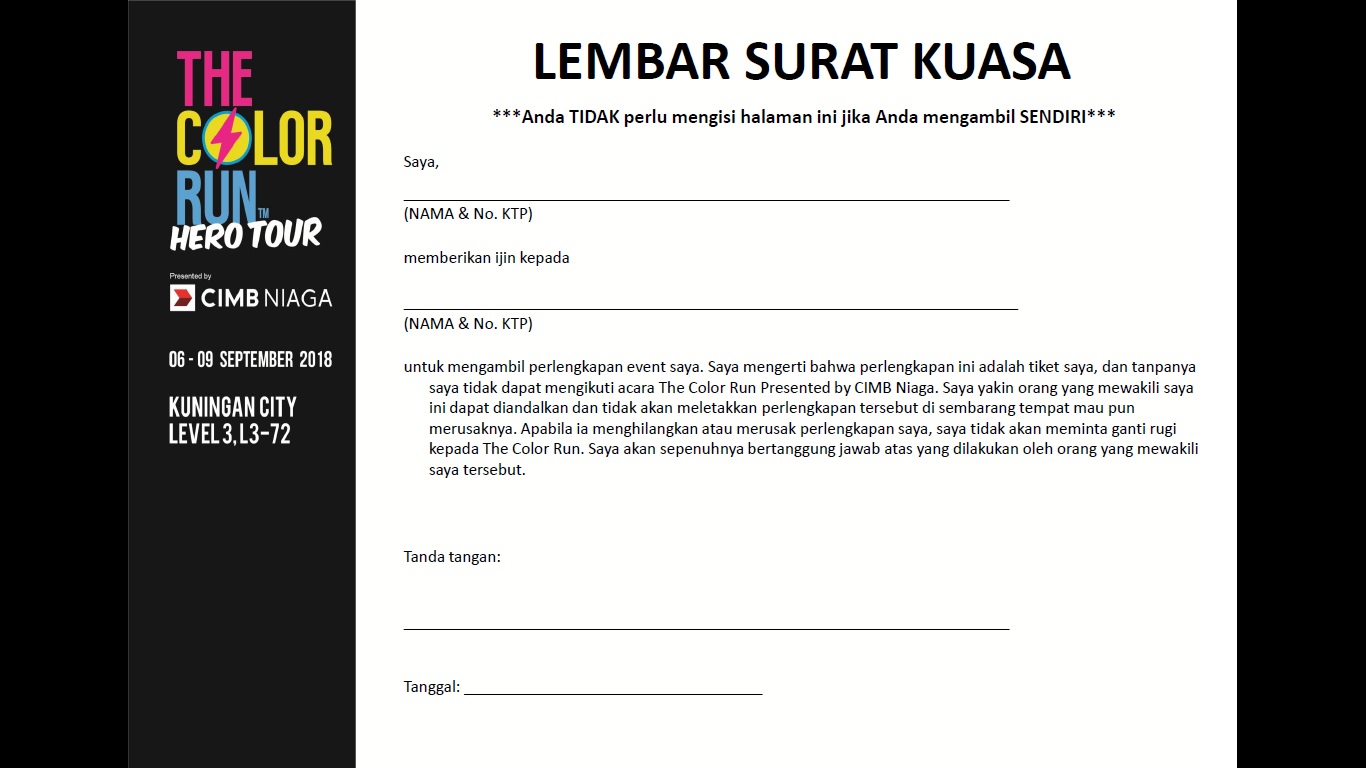 THE
COLOR
RUN™
HERO TOUR
Presented by
CIMB NIAGA
06 - 09 SEPTEMBER 2018
KUNINGAN CITY
LEVEL 3, L3-72
LEMBAR SURAT KUASA
***Anda TIDAK perlu mengisi halaman ini jika Anda mengambil SENDIRI***
Saya,
(NAMA & No. KTP)
memberikan ijin kepada
(NAMA & No. KTP)
untuk mengambil perlengkapan event saya. Saya mengerti bahwa perlengkapan ini adalah tiket saya, dan tanpanya
saya tidak dapat mengikuti acara The Color Run Presented by CIMB Niaga. Saya yakin orang yang mewakili saya
ini dapat diandalkan dan tidak akan meletakkan perlengkapan tersebut di sembarang tempat mau pun
merusaknya. Apabila ia menghilangkan atau merusak perlengkapan saya, saya tidak akan meminta ganti rugi
kepada The Color Run. Saya akan sepenuhnya bertanggung jawab atas yang dilakukan oleh orang yang mewakili
saya tersebut.
Tanda tangan:
Tanggal: